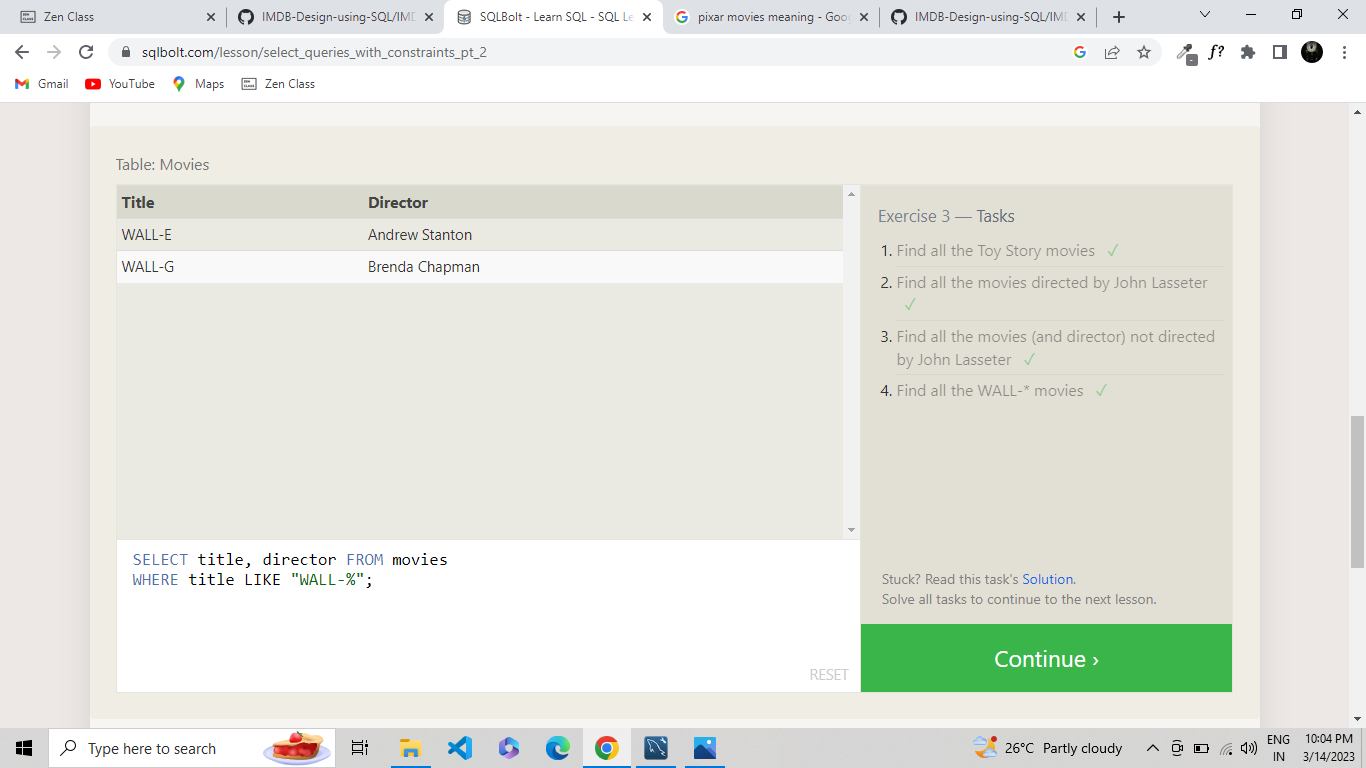 Zen Class
IMDB-Design-using-SQL/IMD
SQLBolt - Learn SQL - SQL Le
pixar movies meaning - Goo
IMDB-Design-using-SQL/IMD
sqlbolt.com/lesson/select_queries_with_constraints_pt_2
f?
Gmail
YouTube
Maps
Zen Class
Table: Movies
Title Director
WALL-E Andrew Stanton
WALL-G Brenda Chapman
SELECT title, director FROM movies
WHERE title LIKE "WALL-%";
RESET
Exercise 3 — Tasks
1. Find all the Toy Story movies ✓
2. Find all the movies directed by John Lasseter
✓
3. Find all the movies (and director) not directed
by John Lasseter ✓
4. Find all the WALL-* movies ✓
Stuck? Read this task's Solution.
Solve all tasks to continue to the next lesson.
Continue ›
Type here to search
26°C Partly cloudy
ENG
IN
10:04 PM
3/14/2023